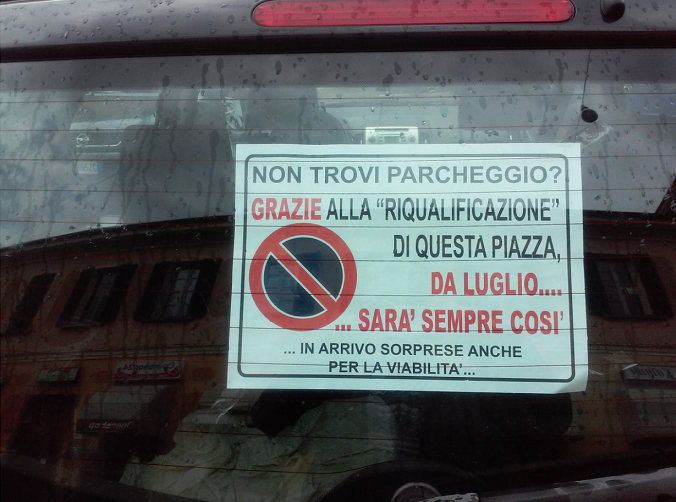 NON TROVI PARCHEGGIO?
GRAZIE ALLA “RIQUALIFICAZIONE”
DI QUESTA PIAZZA,
DA LUGLIO....
... SARA’ SEMPRE COSI’
... IN ARRIVO SORPRESE ANCHE
PER LA VIABILITA’...